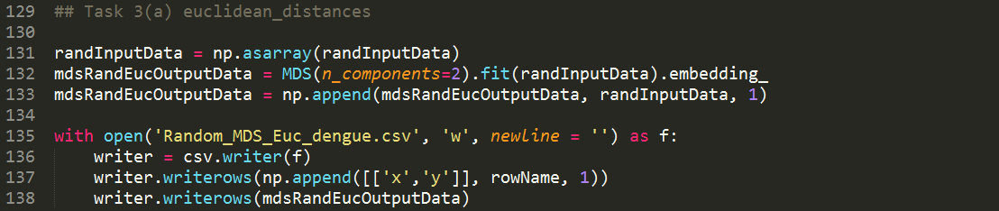 129 ## Task 3(a) euclidean_distances
130
131 randInputData = np.asarray(randInputData)
132 mdsRandEucOutputData = MDS(n_components=2).fit(randInputData).embedding_
133 mdsRandEucOutputData = np.append(mdsRandEucOutputData, randInputData, 1)
134
135 with open('Random_MDS_Euc_dengue.csv', 'w', newline = '') as f:
136     writer = csv.writer(f)
137     writer.writerows(np.append([['x','y']], rowName, 1))
138     writer.writerows(mdsRandEucOutputData)